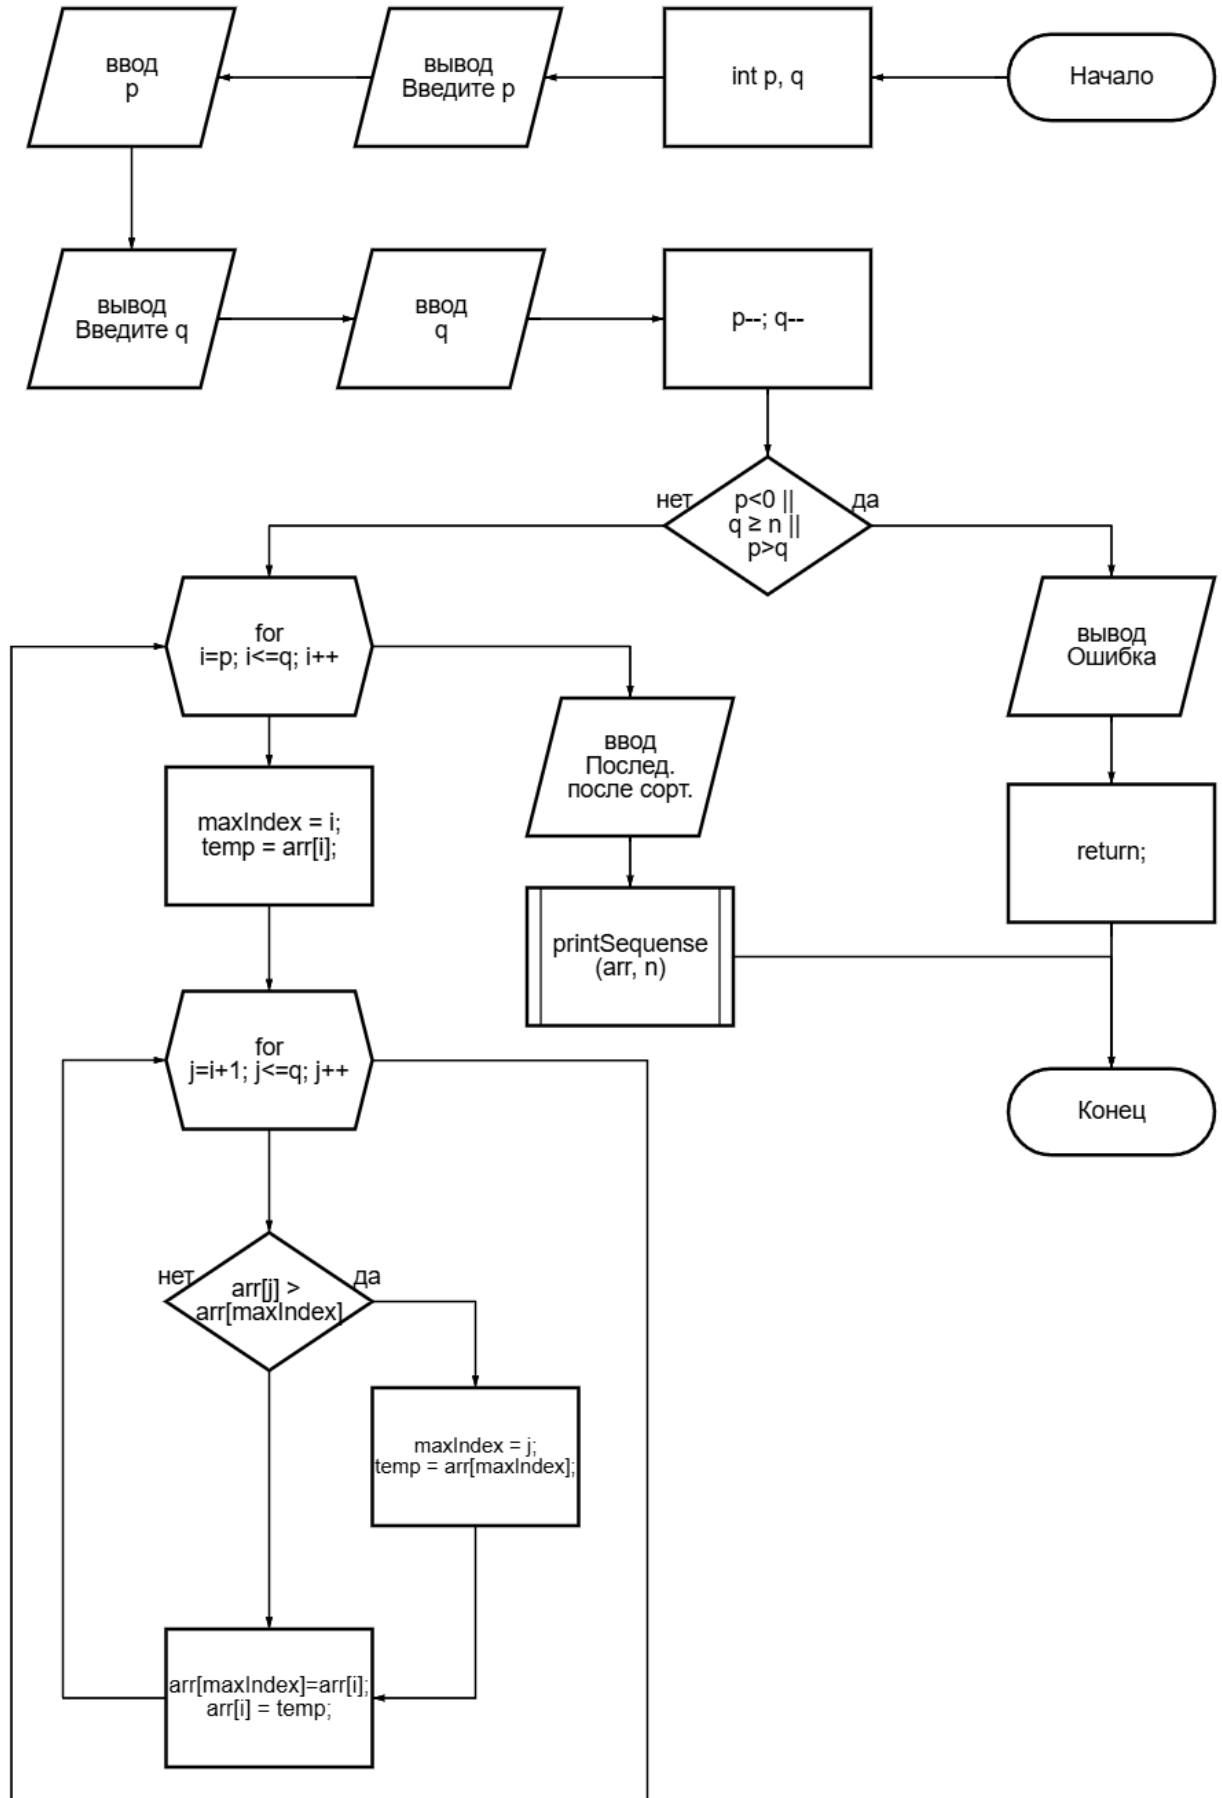 Начало
int p, q
вывод
Введите p
ввод
p
вывод
Введите q
ввод
q
p--; q--
p<0 ||
q ≥ n ||
p>q
нет
да
for
i=p; i<=q; i++
вывод
Ошибка
ввод
Послед.
после сорт.
maxIndex = i;
temp = arr[i];
return;
printSequense
(arr, n)
for
j=i+1; j<=q; j++
Конец
нет
да
arr[j] >
arr[maxIndex]
maxIndex = j;
temp = arr[maxIndex];
arr[maxIndex]=arr[i];
arr[i] = temp;